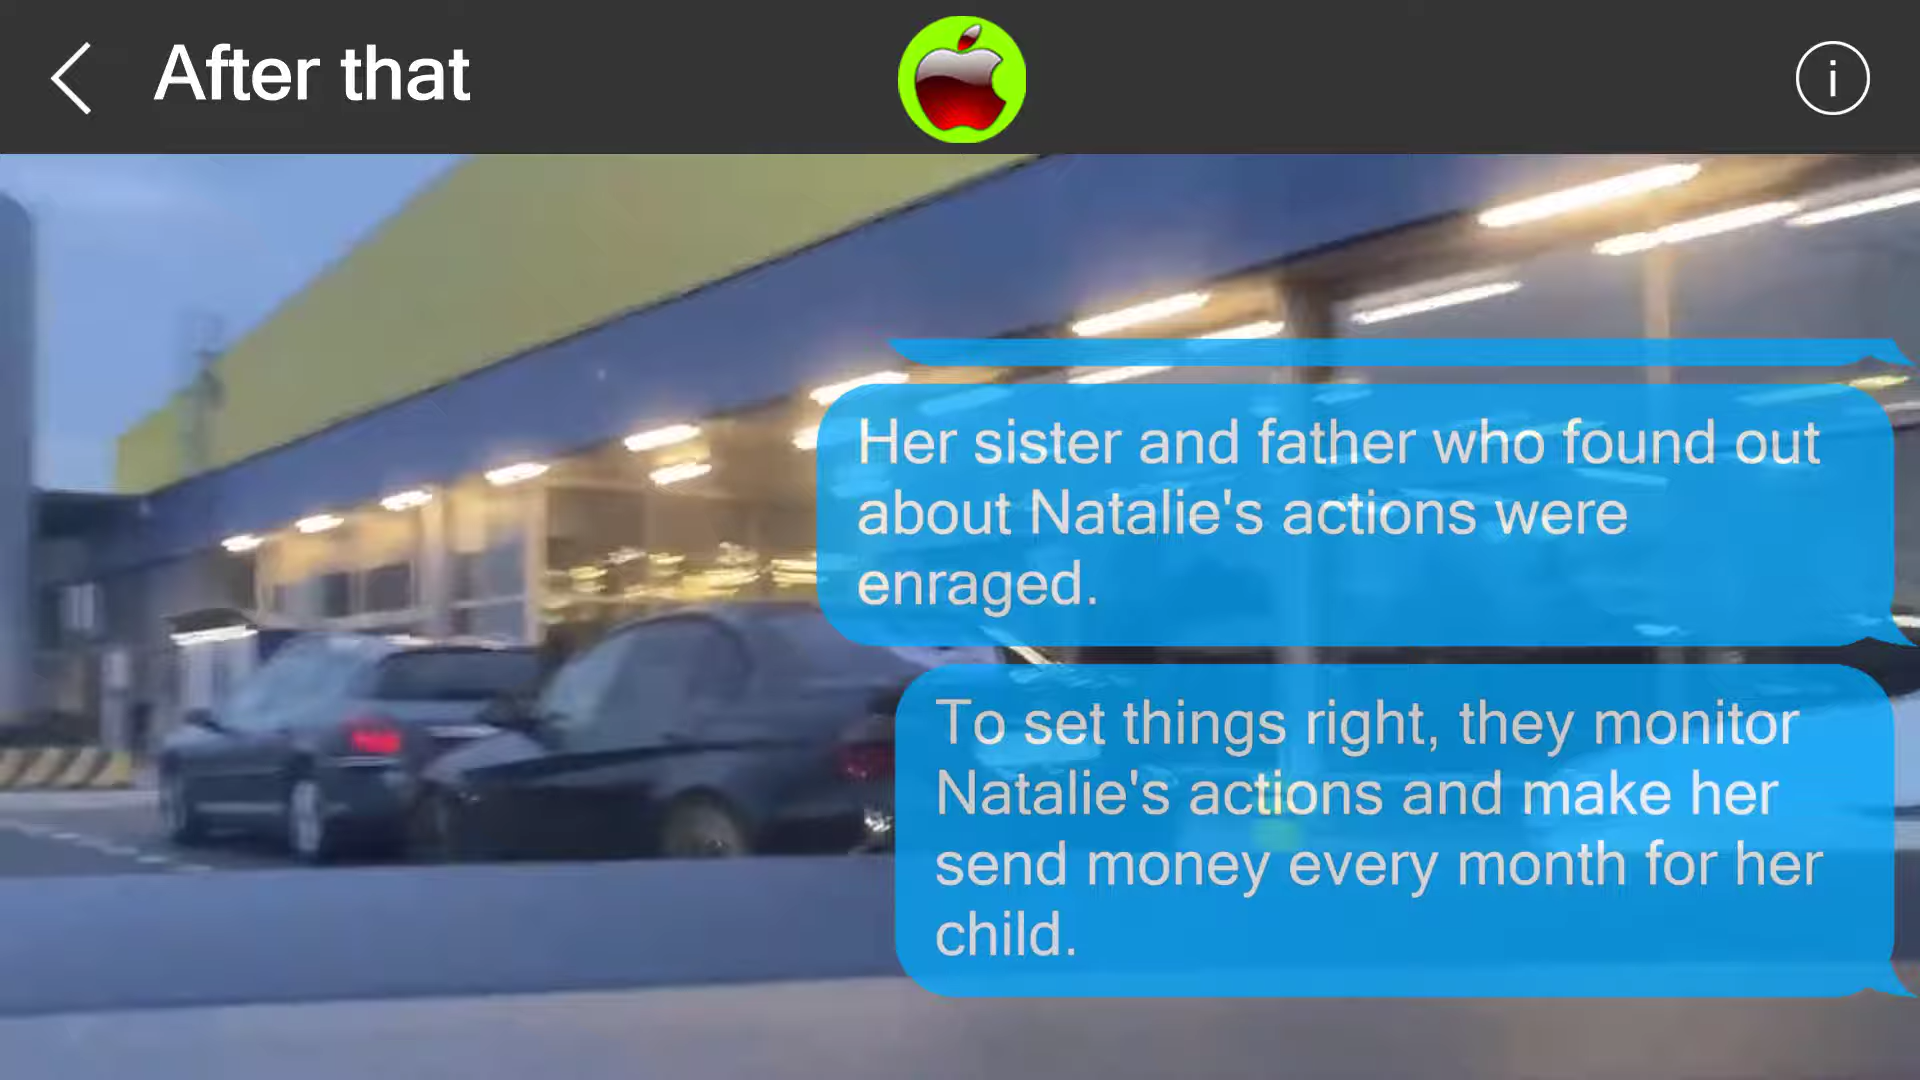 After that
i
Her sister and father who found out
about Natalie's actions were
enraged.
To set things right, they monitor
Natalie's actions and make her
send money every month for her
child.